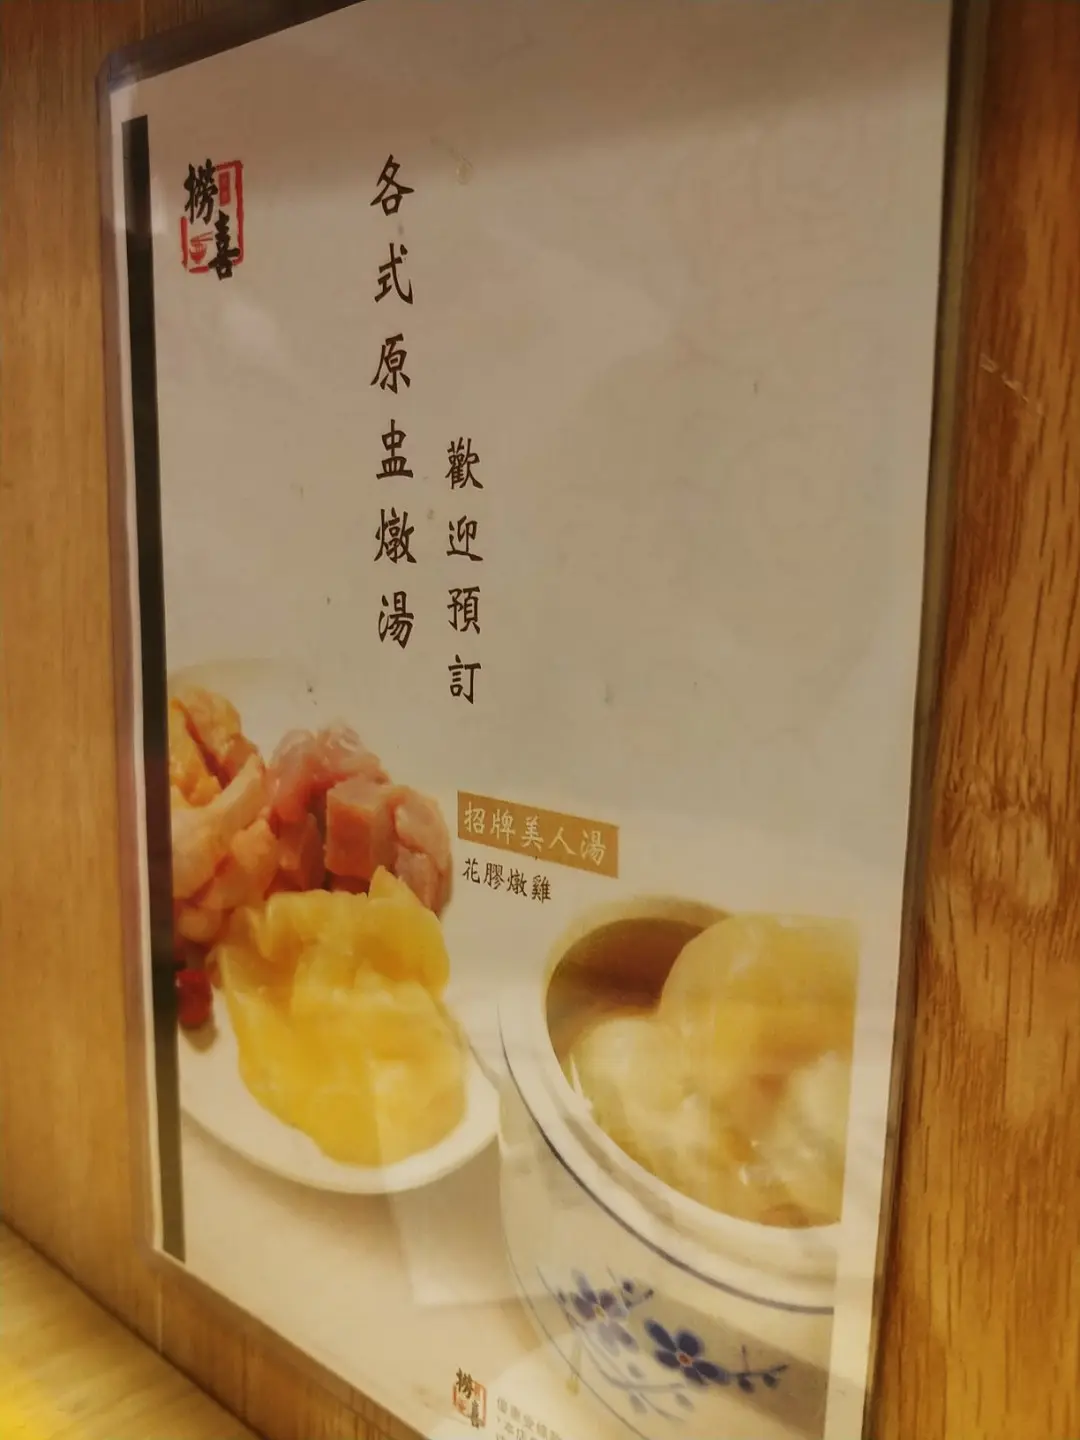 撈喜
各式原盅燉湯
歡迎預訂
招牌美人湯
花膠燉雞
撈喜